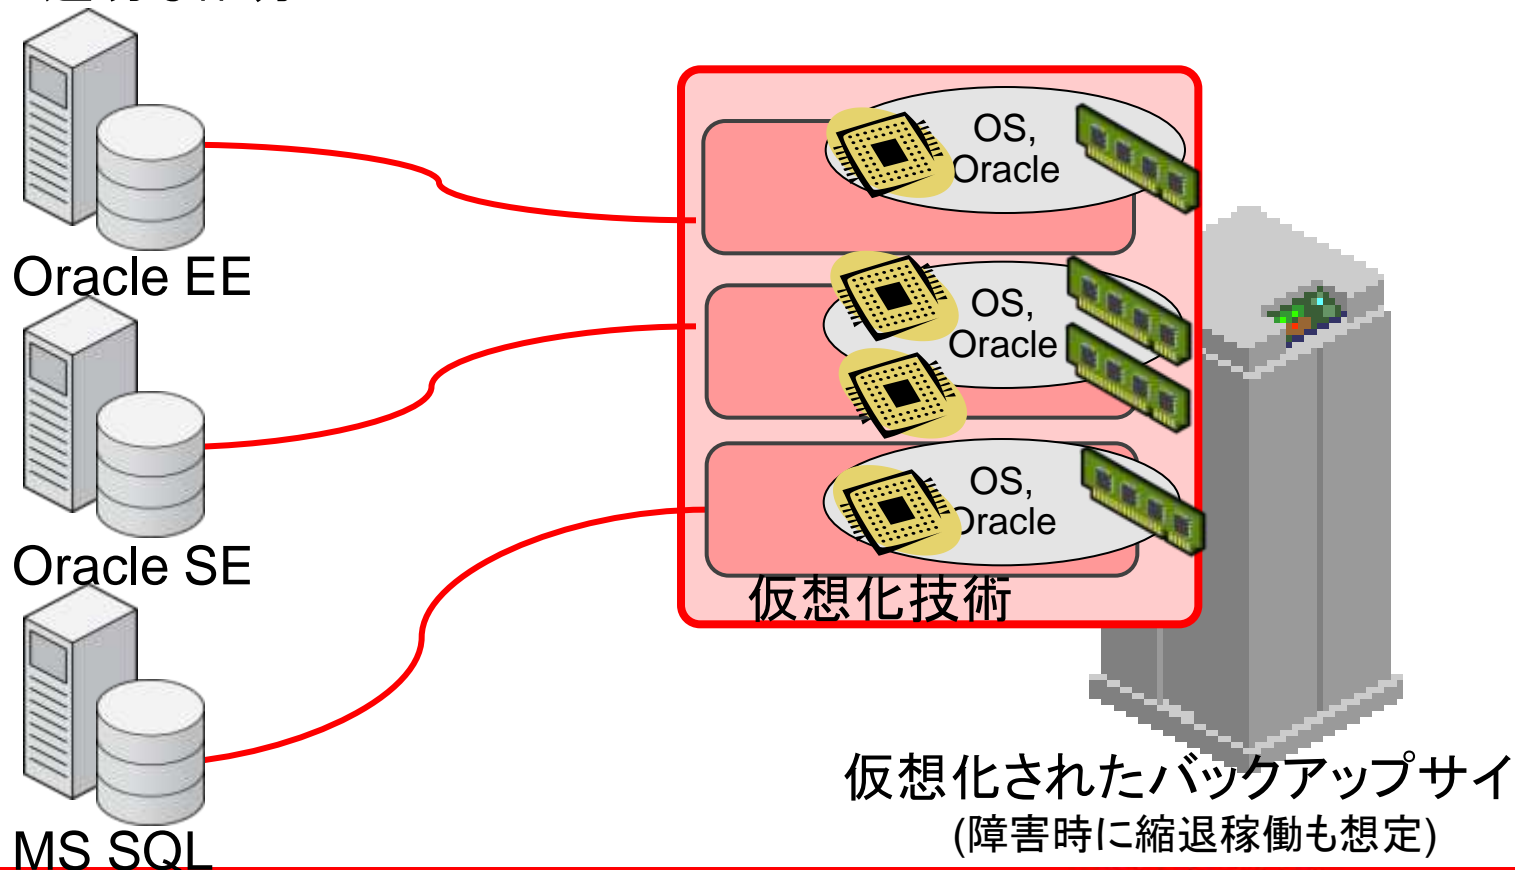 OS,
Oracle
Oracle EE
OS,
Oracle
OS,
Oracle
Oracle SE
仮想化技術
仮想化されたバックアップサイ
(障害時に縮退稼働も想定)
MS SQL